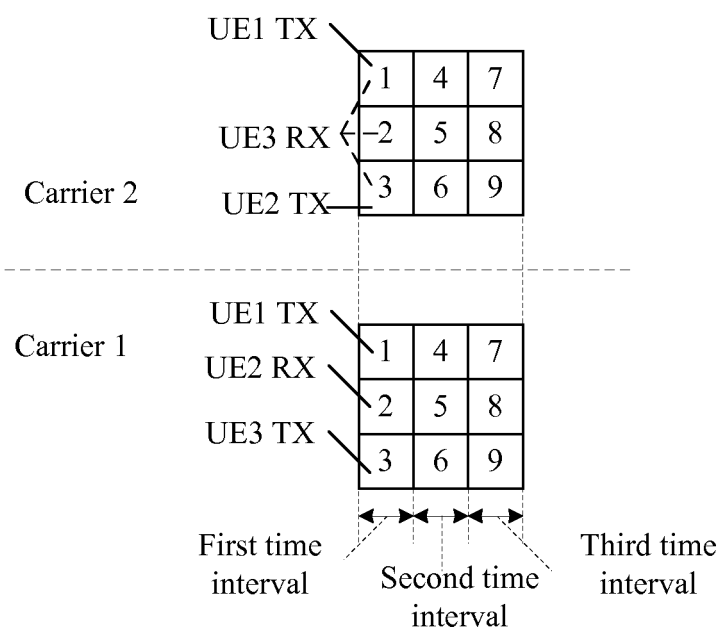 UE1 TX
1 4 7
UE3 RX 2 5 8
Carrier 2
UE2 TX 3 6 9
UE1 TX
Carrier 1
1 4 7
UE2 RX
2 5 8
UE3 TX
3 6 9
First time
interval
Second time
interval
Third time
interval